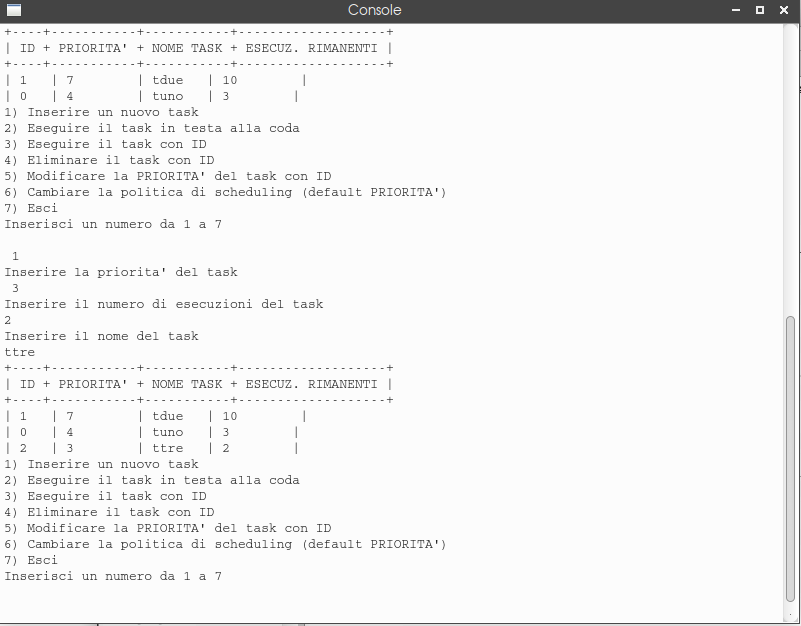 Console
+----+-----------+-----------+-------------------+
| ID + PRIORITA' + NOME TASK + ESECUZ. RIMANENTI |
+----+-----------+-----------+-------------------+
| 1   | 7        | tdue   | 10        |
| 0   | 4        | tuno   | 3        |
1) Inserire un nuovo task
2) Eseguire il task in testa alla coda
3) Eseguire il task con ID
4) Eliminare il task con ID
5) Modificare la PRIORITA' del task con ID
6) Cambiare la politica di scheduling (default PRIORITA')
7) Esci
Inserisci un numero da 1 a 7
1
Inserire la priorita' del task
3
Inserire il numero di esecuzioni del task
2
Inserire il nome del task
ttre
+----+-----------+-----------+-------------------+
| ID + PRIORITA' + NOME TASK + ESECUZ. RIMANENTI |
+----+-----------+-----------+-------------------+
| 1   | 7        | tdue   | 10        |
| 0   | 4        | tuno   | 3        |
| 2   | 3        | ttre   | 2        |
1) Inserire un nuovo task
2) Eseguire il task in testa alla coda
3) Eseguire il task con ID
4) Eliminare il task con ID
5) Modificare la PRIORITA' del task con ID
6) Cambiare la politica di scheduling (default PRIORITA')
7) Esci
Inserisci un numero da 1 a 7